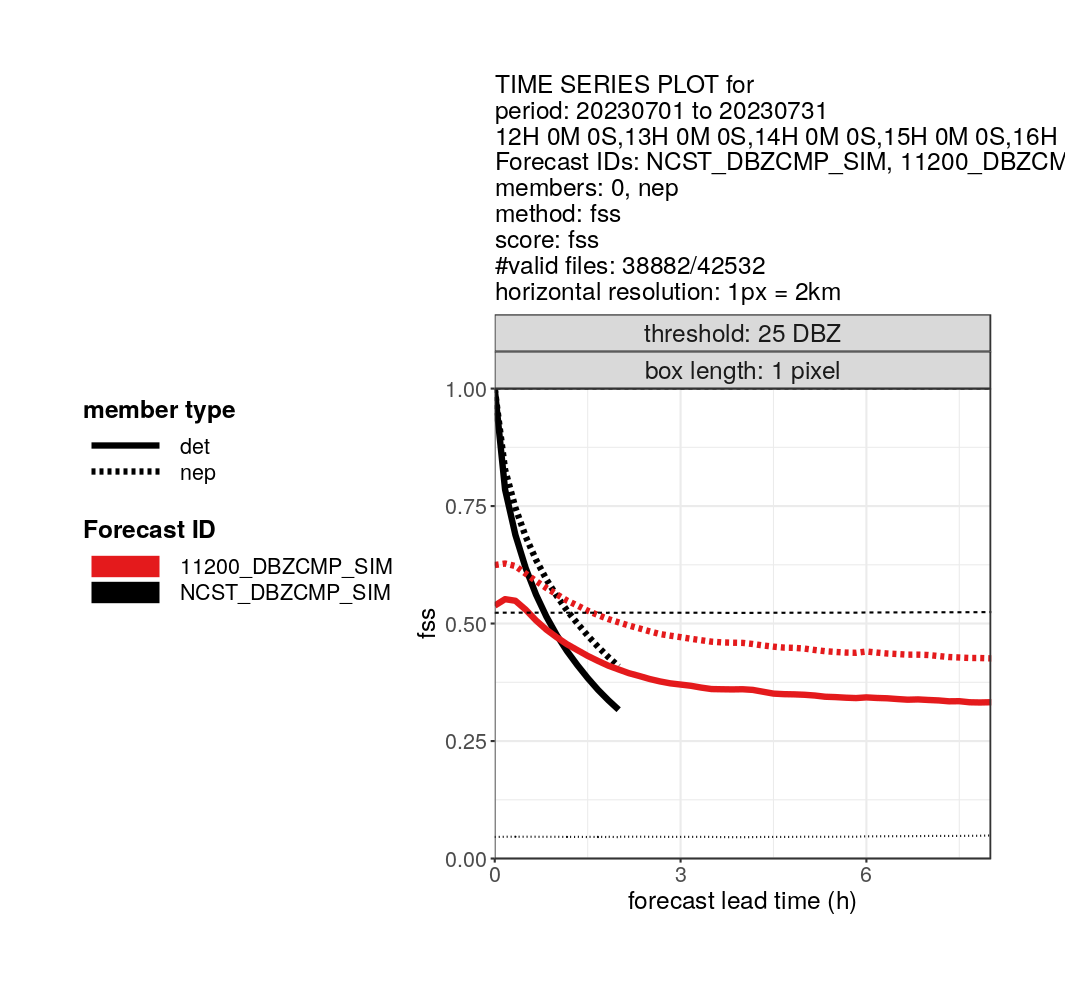 TIME SERIES PLOT for
period: 20230701 to 20230731
12H 0M 0S,13H 0M 0S,14H 0M 0S,15H 0M 0S,16H
Forecast IDs: NCST_DBZCMP_SIM, 11200_DBZCM
members: 0, nep
method: fss
score: fss
#valid files: 38882/42532
horizontal resolution: 1px = 2km
threshold: 25 DBZ
box length: 1 pixel
member type
det
nep
Forecast ID
11200_DBZCMP_SIM
NCST_DBZCMP_SIM
fss
1.00
0.75
0.50
0.25
0.00
0
3
6
forecast lead time (h)